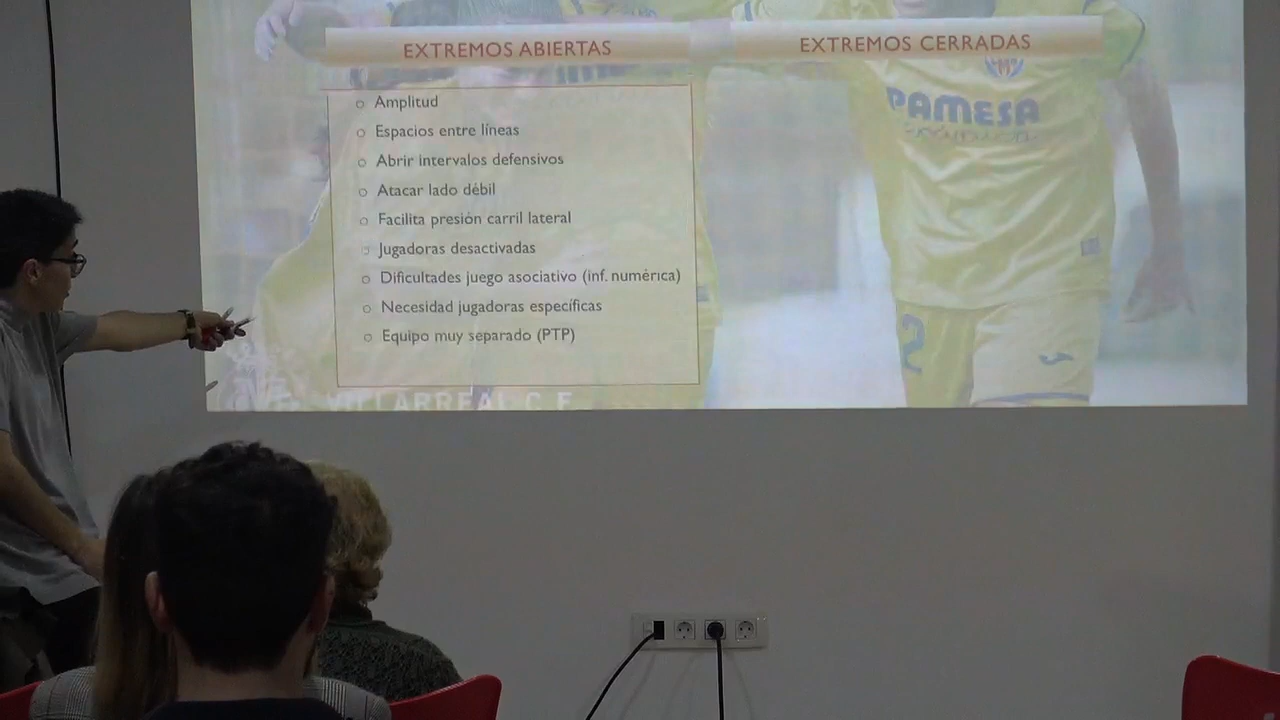 EXTREMOS ABIERTAS
EXTREMOS CERRADAS
Amplitud
Espacios entre líneas
Abrir intervalos defensivos
Atacar lado débil
Facilita presión carril lateral
Jugadoras desactivadas
Dificultades juego asociativo (inf. numérica)
Necesidad jugadoras específicas
Equipo muy separado (PTP)
PAMESA
2
VILLARREAL C.F.